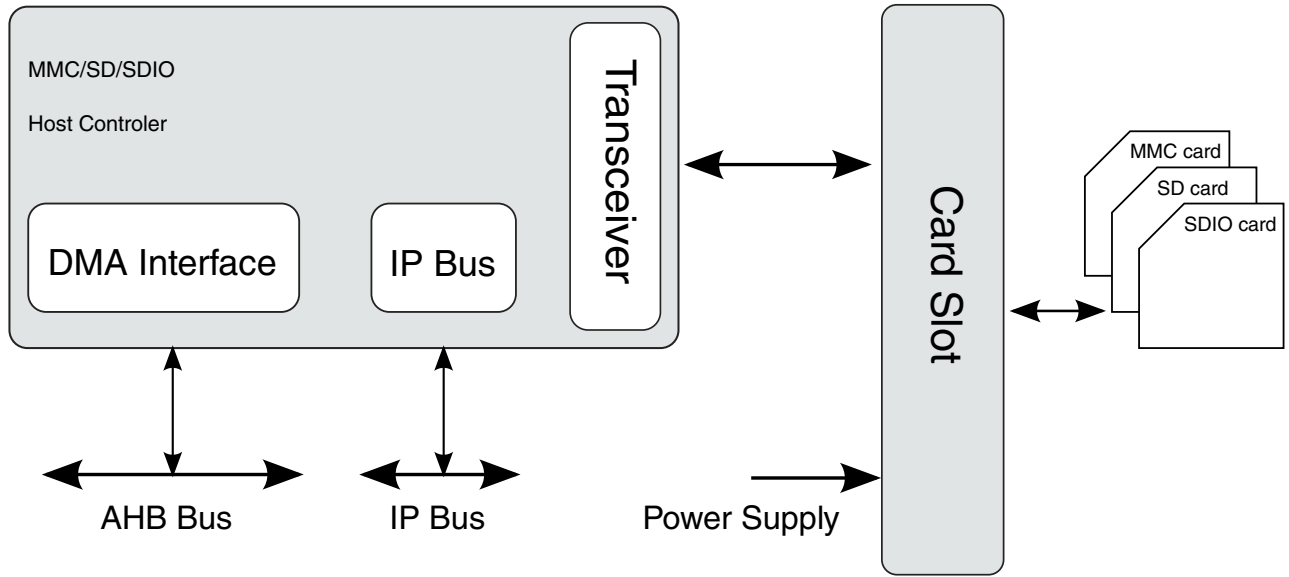 MMC/SD/SDIO
Host Controler
Transceiver
DMA Interface
IP Bus
Card Slot
MMC card
SD card
SDIO card
AHB Bus
IP Bus
Power Supply